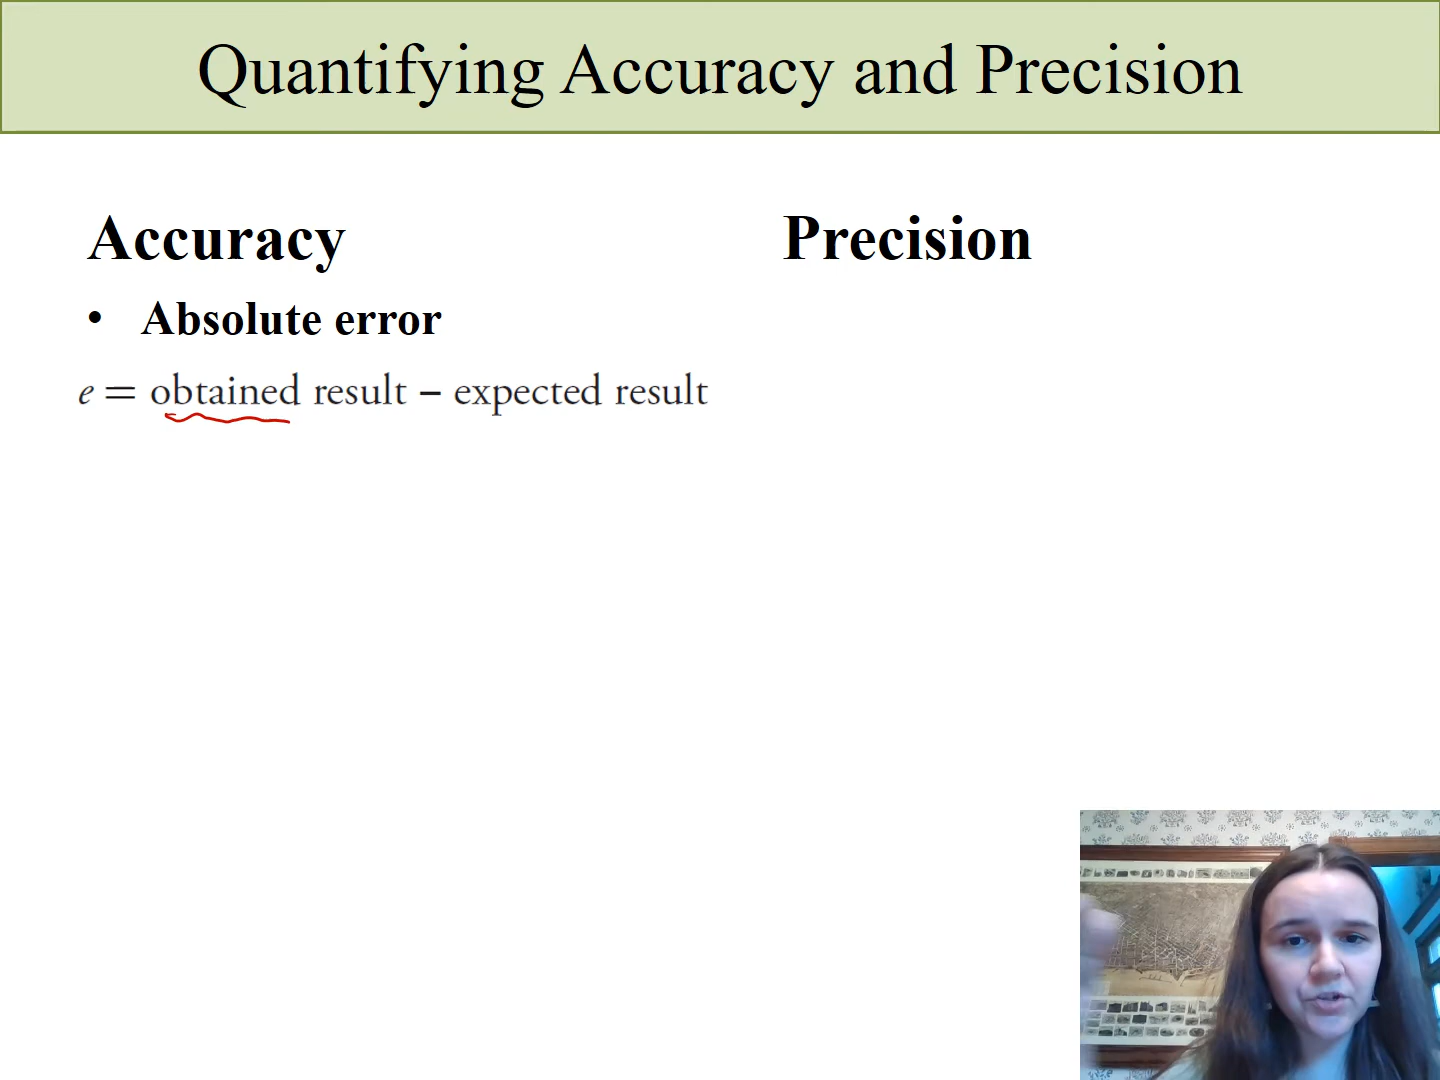 Quantifying Accuracy and Precision
Accuracy
• Absolute error
e = obtained result – expected result
Precision